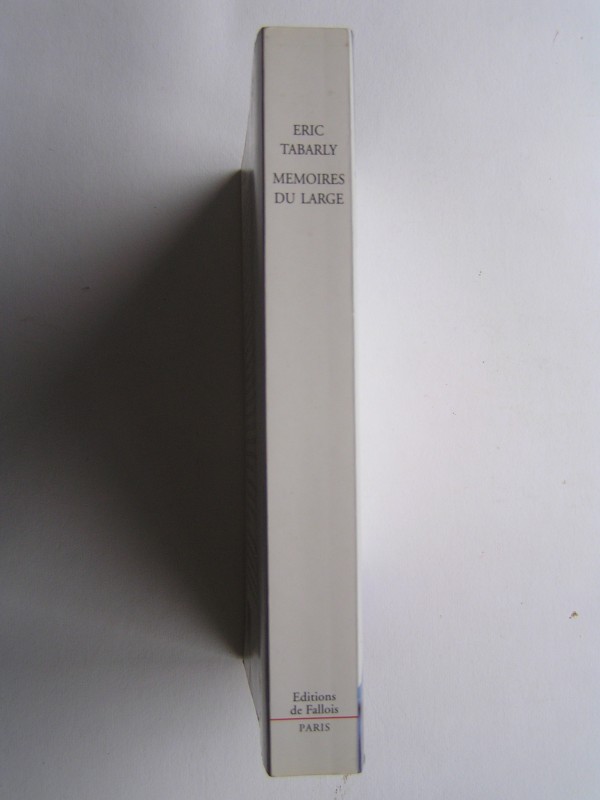 ERIC
TABARLY
MEMOIRES
DU LARGE
Editions
de Fallois
PARIS